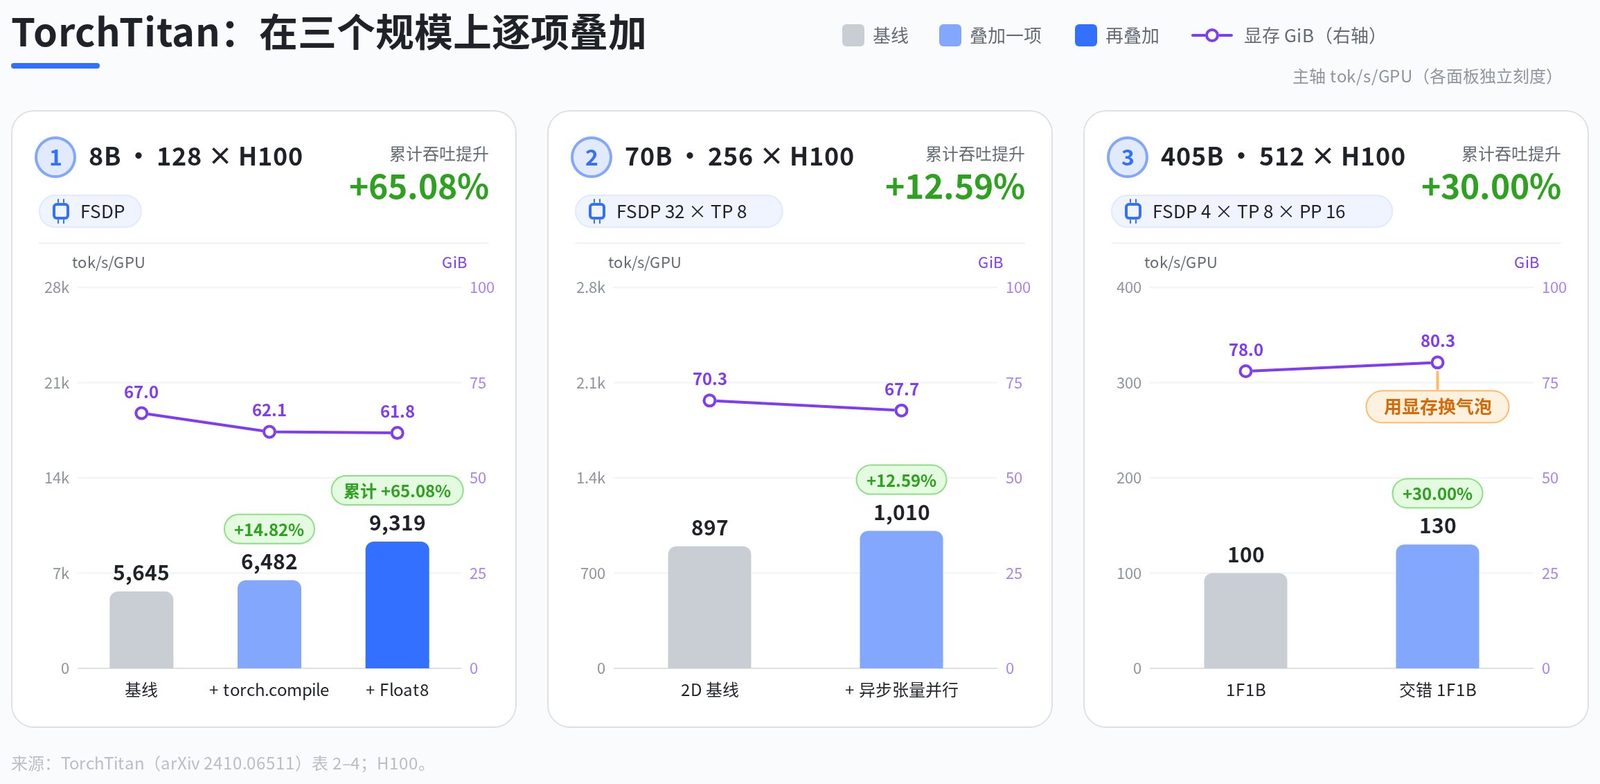 TorchTitan：在三个规模上逐项叠加
基线
叠加一项
再叠加
显存 GiB（右轴）
主轴 tok/s/GPU（各面板独立刻度）
1
8B · 128 × H100
累计吞吐提升
+65.08%
FSDP
tok/s/GPU
GiB
28k
100
21k
75
14k
50
7k
25
0
0
67.0
62.1
61.8
累计 +65.08%
+14.82%
9,319
6,482
5,645
基线
+ torch.compile
+ Float8
2
70B · 256 × H100
累计吞吐提升
+12.59%
FSDP 32 × TP 8
tok/s/GPU
GiB
2.8k
100
2.1k
75
1.4k
50
700
25
0
0
70.3
67.7
+12.59%
1,010
897
2D 基线
+ 异步张量并行
3
405B · 512 × H100
累计吞吐提升
+30.00%
FSDP 4 × TP 8 × PP 16
tok/s/GPU
GiB
400
100
300
75
200
50
100
25
0
0
78.0
80.3
用显存换气泡
+30.00%
130
100
1F1B
交错 1F1B
来源：TorchTitan（arXiv 2410.06511）表 2–4；H100。